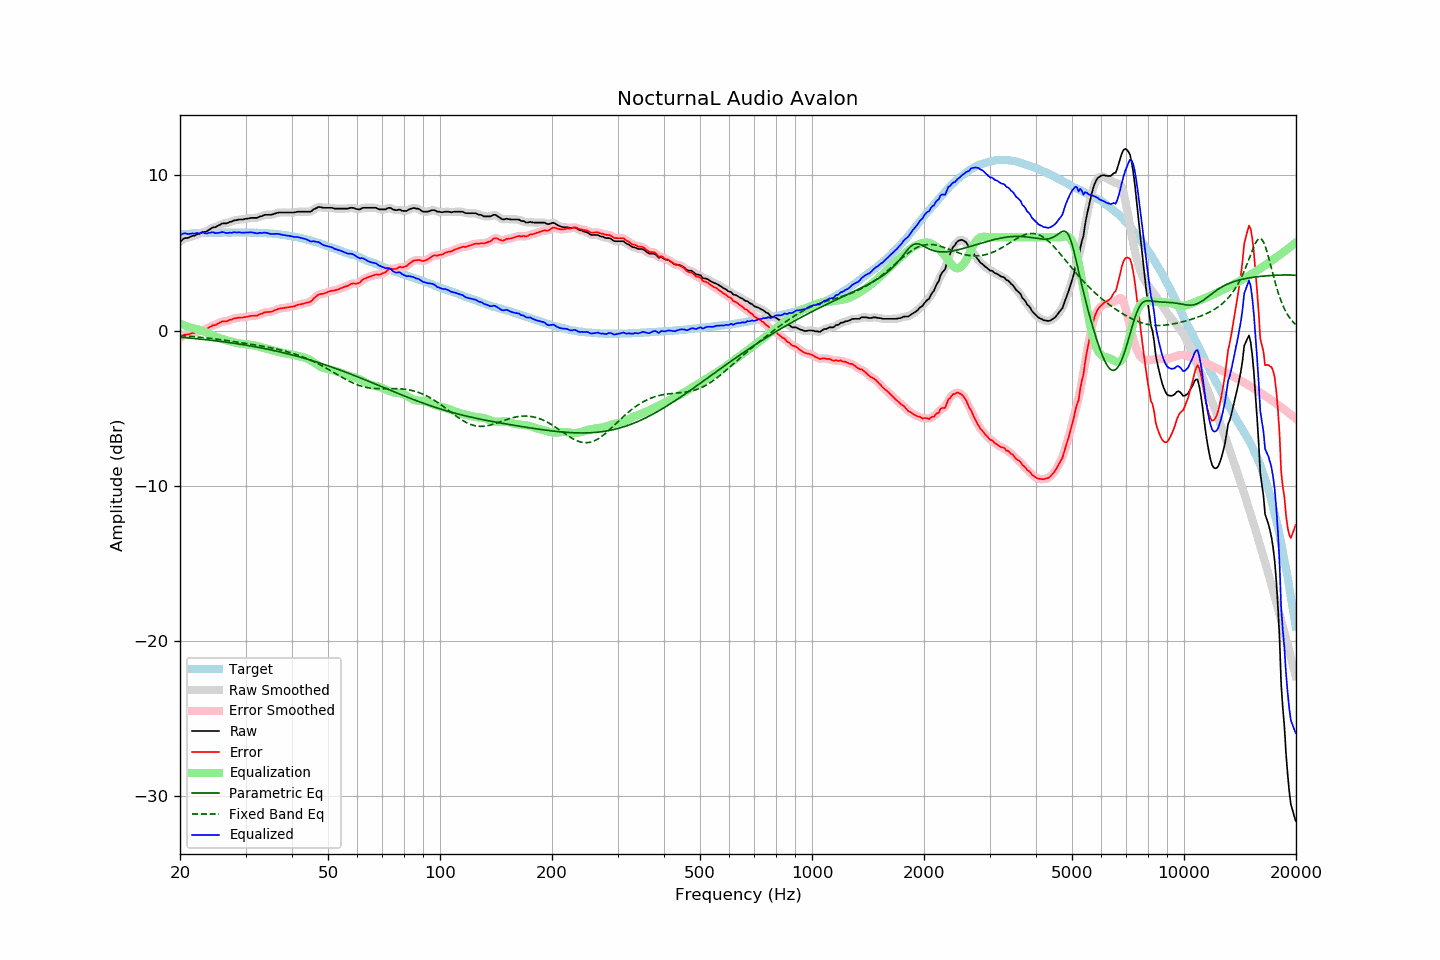 NocturnaL Audio Avalon
Amplitude (dBr)
10
0
−10
−20
−30
Target
Raw Smoothed
Error Smoothed
Raw
Error
Equalization
Parametric Eq
Fixed Band Eq
Equalized
20 50 100 200 500 1000 2000 5000 10000 20000
Frequency (Hz)